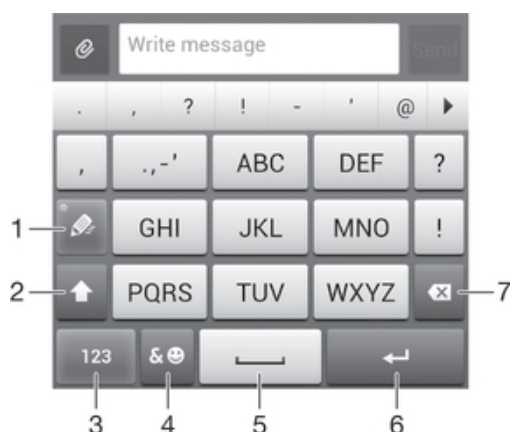 Write message Send
. , ? ! - ' @
, .,-' ABC DEF ?
1 GHI JKL MNO !
2 PQRS TUV WXYZ 7
123 &
3 4 5 6